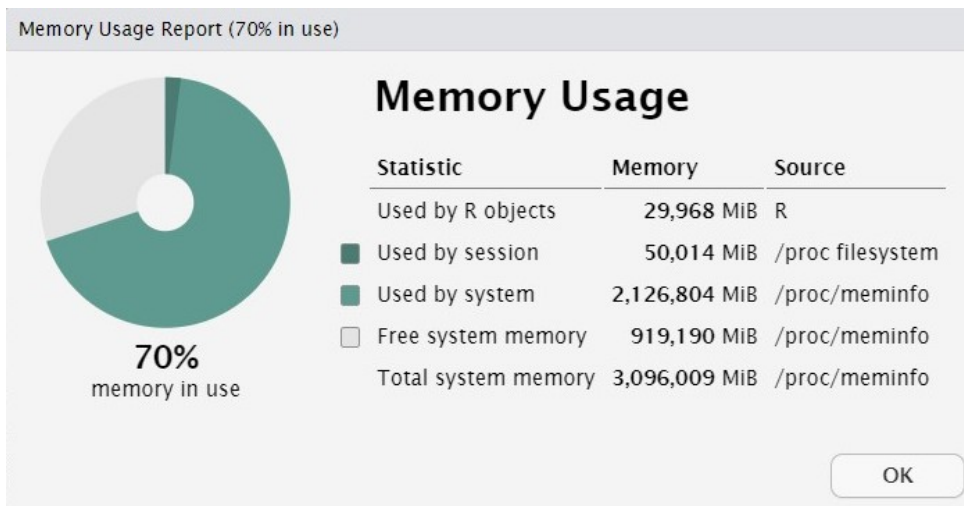 Memory Usage Report (70% in use)
Memory Usage
Statistic Memory Source
Used by R objects 29,968 MiB R
Used by session 50,014 MiB /proc filesystem
Used by system 2,126,804 MiB /proc/meminfo
Free system memory 919,190 MiB /proc/meminfo
Total system memory 3,096,009 MiB /proc/meminfo
70%
memory in use
OK